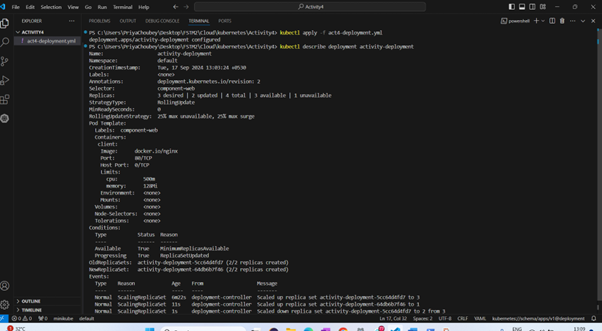 File Edit Selection View Go Run Terminal Help
Activity4
EXPLORER
PROBLEMS OUTPUT DEBUG CONSOLE TERMINAL PORTS
powershell
ACTIVITY4
act4-deployment.yml
PS C:\Users\PriyaChoubey\Desktop\FSTM2\Cloud\kubernetes\Activity4> kubectl apply -f act4-deployment.yml
deployment.apps/activity-deployment configured
PS C:\Users\PriyaChoubey\Desktop\FSTM2\Cloud\kubernetes\Activity4> kubectl describe deployment activity-deployment
Name: activity-deployment
Namespace: default
CreationTimestamp: Tue, 17 Sep 2024 13:03:24 +0530
Labels: <none>
Annotations: deployment.kubernetes.io/revision: 2
Selector: component-web
Replicas: 3 desired | 2 updated | 4 total | 3 available | 1 unavailable
StrategyType: RollingUpdate
MinReadySeconds: 0
RollingUpdateStrategy: 25% max unavailable, 25% max surge
Pod Template:
Labels: component-web
Containers:
client:
Image: docker.io/nginx
Port: 80/TCP
Host Port: 0/TCP
Limits:
cpu: 500m
memory: 128Mi
Environment: <none>
Mounts: <none>
Volumes: <none>
Node-Selectors: <none>
Tolerations: <none>
Conditions:
Type Status Reason
---- ------ ------
Available True MinimumReplicasAvailable
Progressing True ReplicaSetUpdated
OldReplicaSets: activity-deployment-5cc64d4fd7 (2/2 replicas created)
NewReplicaSet: activity-deployment-64db6b7f46 (2/2 replicas created)
Events:
Type Reason Age From Message
---- ------ ---- ---- -------
Normal ScalingReplicaSet 6m22s deployment-controller Scaled up replica set activity-deployment-5cc64d4fd7 to 3
Normal ScalingReplicaSet 11s deployment-controller Scaled up replica set activity-deployment-64db6b7f46 to 1
Normal ScalingReplicaSet 1s deployment-controller Scaled down replica set activity-deployment-5cc64d4fd7 to 2 from 3
OUTLINE
TIMELINE
0 0 0 minikube default
Ln 17, Col 32 Spaces: 2 UTF-8 CRLF YAML kubernetes://schema/apps/v1@deployment
32°C
ENG
13:09